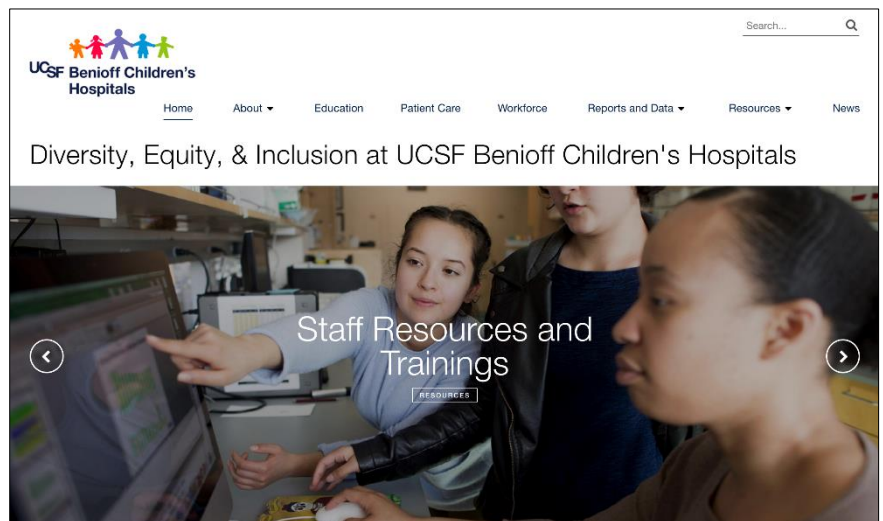 Search...
UCSF Benioff Children's
Hospitals
Home About Education Patient Care Workforce Reports and Data Resources News
Diversity, Equity, & Inclusion at UCSF Benioff Children's Hospitals
Staff Resources and
Trainings
RESOURCES